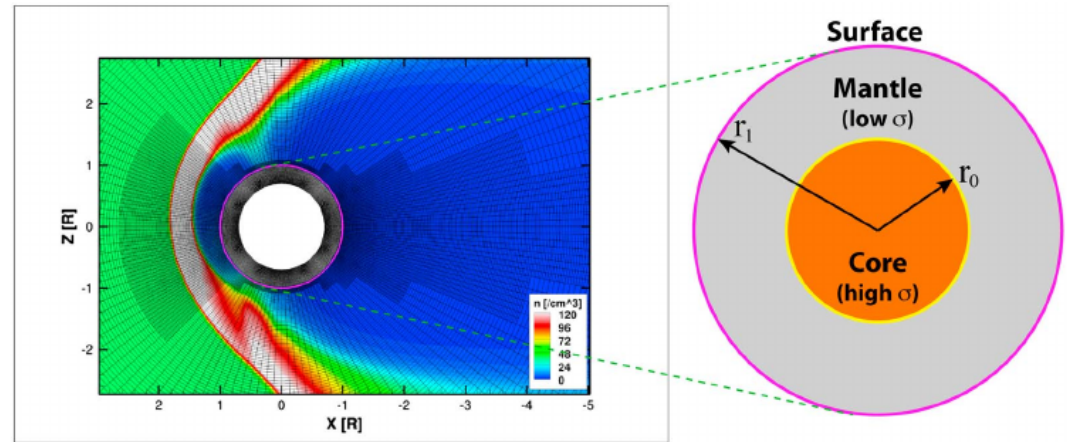 Z [R]
2
1
0
-1
-2
n [/cm^3]
120
96
72
48
24
0
2 1 0 -1 -2 -3 -4 -5
X [R]
Surface
Mantle
(low σ)
r₁
r₀
Core
(high σ)